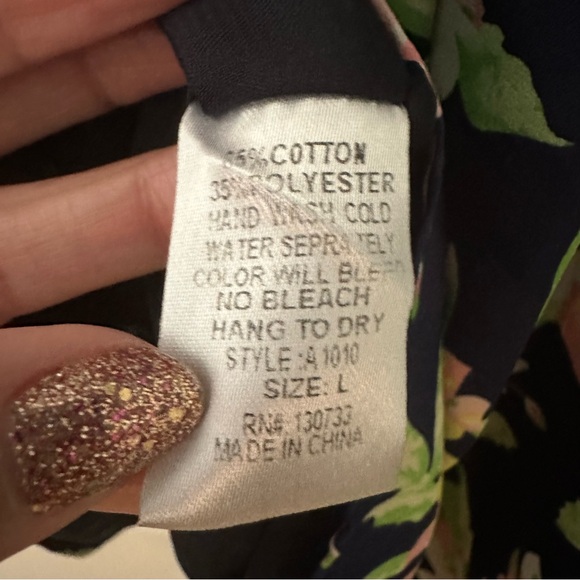 65% COTTON
35% POLYESTER
HAND WASH COLD
WATER SEPRATELY
COLOR WILL BLEED
NO BLEACH
HANG TO DRY
STYLE :A1010
SIZE: L
RN#. 130733
MADE IN CHINA